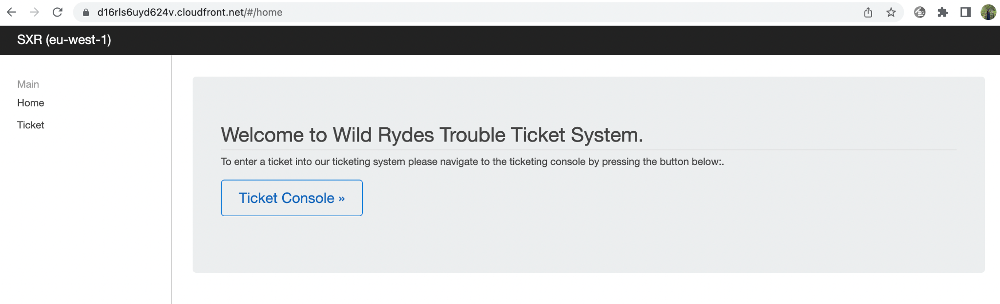 d16rls6uyd624v.cloudfront.net/#/home
SXR (eu-west-1)
Main
Home
Ticket
Welcome to Wild Rydes Trouble Ticket System.
To enter a ticket into our ticketing system please navigate to the ticketing console by pressing the button below:.
Ticket Console »